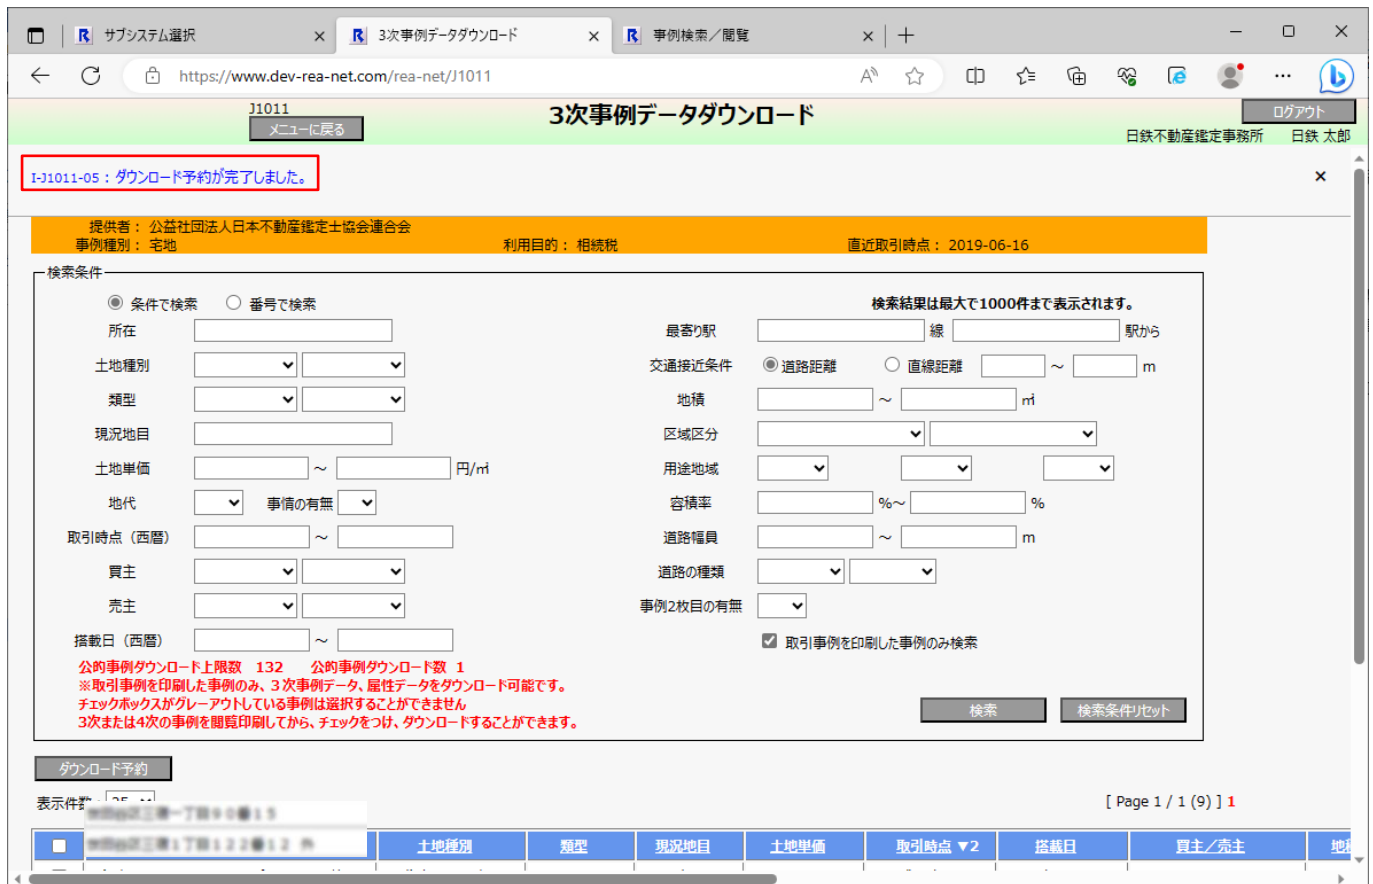 サブシステム選択 3次事例データダウンロード 事例検索／閲覧
https://www.dev-rea-net.com/rea-net/J1011
J1011 3次事例データダウンロード ログアウト
メニューに戻る
日鉄不動産鑑定事務所 日鉄 太郎
I-J1011-05：ダウンロード予約が完了しました。
提供者： 公益社団法人日本不動産鑑定士協会連合会
事例種別： 宅地 利用目的： 相続税 直近取引時点： 2019-06-16
検索条件
条件で検索 番号で検索 検索結果は最大で1000件まで表示されます。
所在 最寄り駅 線 駅から
土地種別 交通接近条件 道路距離 直線距離 ～ m
類型 地積 ～ ㎡
現況地目 区域区分
土地単価 ～ 円/㎡ 用途地域
地代 事情の有無 容積率 %～ %
取引時点（西暦） ～ 道路幅員 ～ m
買主 道路の種類
売主 事例2枚目の有無
搭載日（西暦） ～ 取引事例を印刷した事例のみ検索
公的事例ダウンロード上限数 132 公的事例ダウンロード数 1
※取引事例を印刷した事例のみ、３次事例データ、属性データをダウンロード可能です。
チェックボックスがグレーアウトしている事例は選択することができません
3次または4次の事例を閲覧印刷してから、チェックをつけ、ダウンロードすることができます。
検索 検索条件リセット
ダウンロード予約
表示件数： 25 [ Page 1 / 1 (9) ] 1
土地種別 類型 現況地目 土地単価 取引時点 ▼2 搭載日 買主／売主